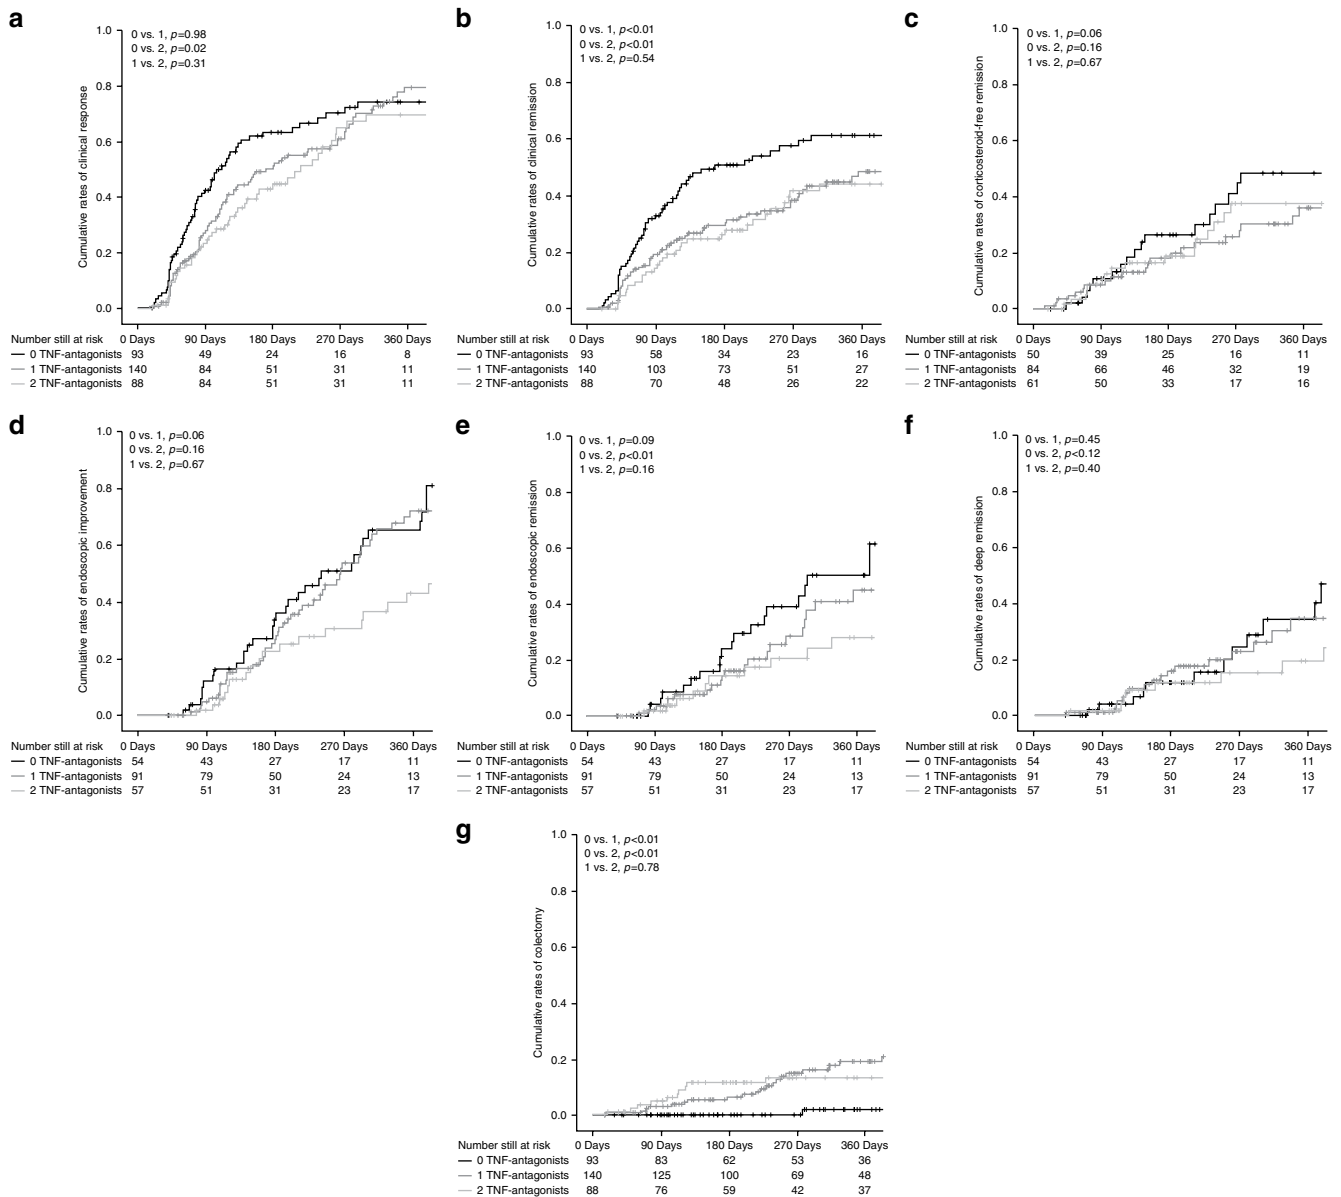 a
0 vs. 1, p=0.98
0 vs. 2, p=0.02
1 vs. 2, p=0.31
Cumulative rates of clinical response
1.0
0.8
0.6
0.4
0.2
0.0
Number still at risk 0 Days 90 Days 180 Days 270 Days 360 Days
0 TNF-antagonists 93 49 24 16 8
1 TNF-antagonists 140 84 51 31 11
2 TNF-antagonists 88 84 51 31 11
b
0 vs. 1, p<0.01
0 vs. 2, p<0.01
1 vs. 2, p=0.54
Cumulative rates of clinical remission
1.0
0.8
0.6
0.4
0.2
0.0
Number still at risk 0 Days 90 Days 180 Days 270 Days 360 Days
0 TNF-antagonists 93 58 34 23 16
1 TNF-antagonists 140 103 73 51 27
2 TNF-antagonists 88 70 48 26 22
c
0 vs. 1, p=0.06
0 vs. 2, p=0.16
1 vs. 2, p=0.67
Cumulative rates of corticosteroid-free remission
1.0
0.8
0.6
0.4
0.2
0.0
Number still at risk 0 Days 90 Days 180 Days 270 Days 360 Days
0 TNF-antagonists 50 39 25 16 11
1 TNF-antagonists 84 66 46 32 19
2 TNF-antagonists 61 50 33 17 16
d
0 vs. 1, p=0.06
0 vs. 2, p=0.16
1 vs. 2, p=0.67
Cumulative rates of endoscopic improvement
1.0
0.8
0.6
0.4
0.2
0.0
Number still at risk 0 Days 90 Days 180 Days 270 Days 360 Days
0 TNF-antagonists 54 43 27 17 11
1 TNF-antagonists 91 79 50 24 13
2 TNF-antagonists 57 51 31 23 17
e
0 vs. 1, p=0.09
0 vs. 2, p<0.01
1 vs. 2, p=0.16
Cumulative rates of endoscopic remission
1.0
0.8
0.6
0.4
0.2
0.0
Number still at risk 0 Days 90 Days 180 Days 270 Days 360 Days
0 TNF-antagonists 54 43 27 17 11
1 TNF-antagonists 91 79 50 24 13
2 TNF-antagonists 57 51 31 23 17
f
0 vs. 1, p=0.45
0 vs. 2, p<0.12
1 vs. 2, p=0.40
Cumulative rates of deep remission
1.0
0.8
0.6
0.4
0.2
0.0
Number still at risk 0 Days 90 Days 180 Days 270 Days 360 Days
0 TNF-antagonists 54 43 27 17 11
1 TNF-antagonists 91 79 50 24 13
2 TNF-antagonists 57 51 31 23 17
g
0 vs. 1, p<0.01
0 vs. 2, p<0.01
1 vs. 2, p=0.78
Cumulative rates of colectomy
1.0
0.8
0.6
0.4
0.2
0.0
Number still at risk 0 Days 90 Days 180 Days 270 Days 360 Days
0 TNF-antagonists 93 83 62 53 36
1 TNF-antagonists 140 125 100 69 48
2 TNF-antagonists 88 76 59 42 37